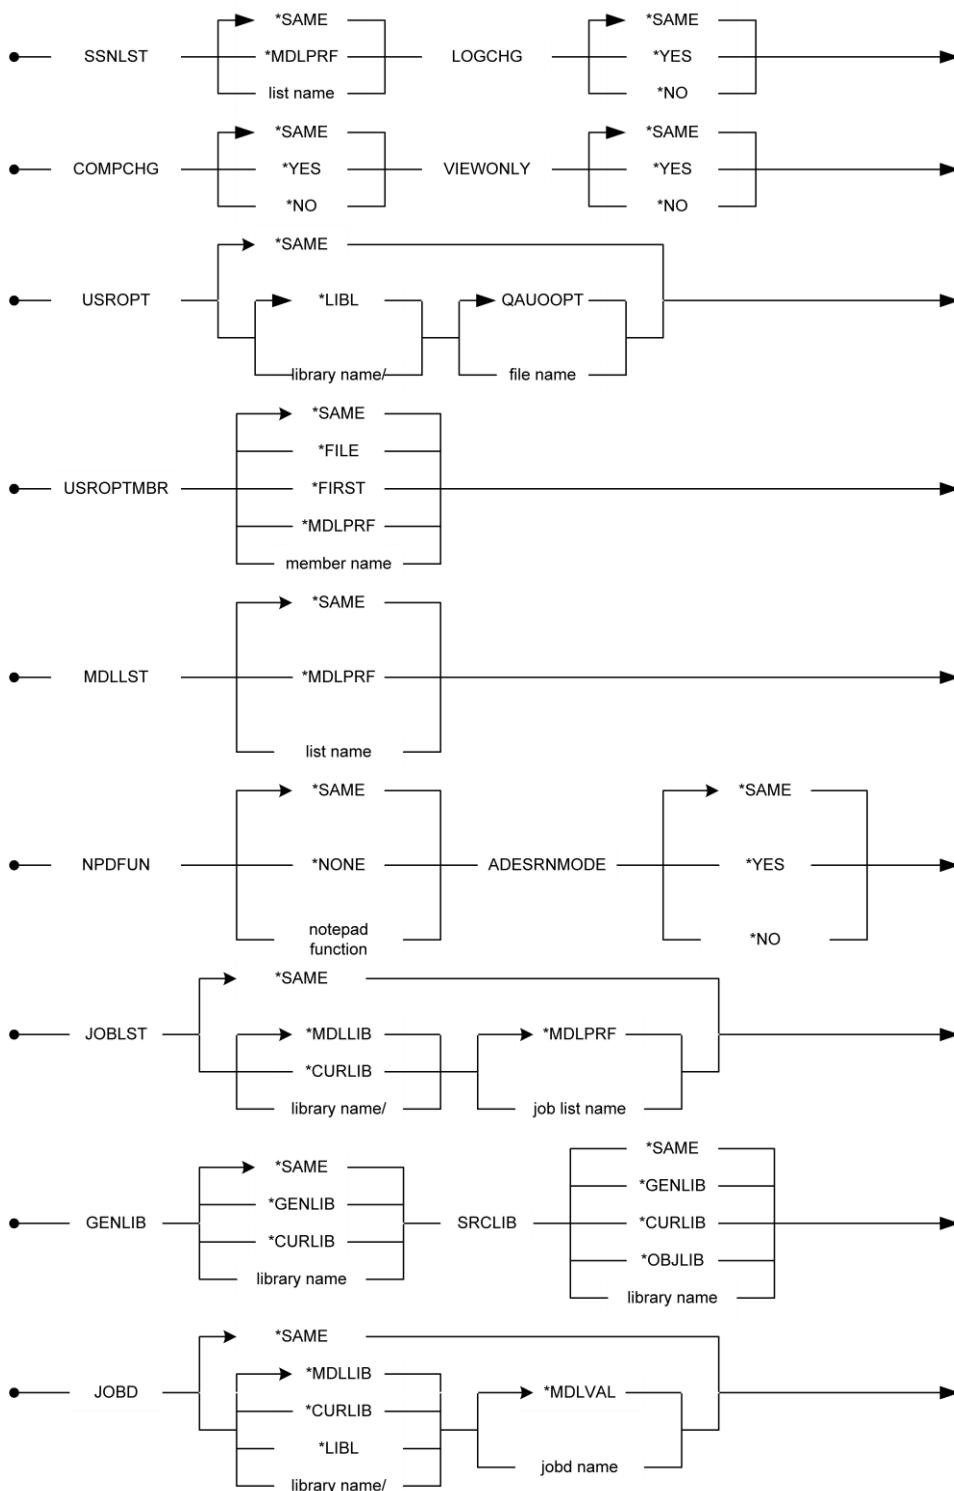 *SAME
*SAME
SSNLST
*MDLPRF
LOGCHG
*YES
list name
*NO
*SAME
*SAME
COMPCHG
*YES
VIEWONLY
*YES
*NO
*NO
*SAME
USROPT
*LIBL
QAUOOPT
library name/
file name
*SAME
*FILE
USROPTMBR
*FIRST
*MDLPRF
member name
*SAME
MDLLST
*MDLPRF
list name
*SAME
*SAME
NPDFUN
*NONE
ADESRNMODE
*YES
notepad
function
*NO
*SAME
JOBLST
*MDLLIB
*MDLPRF
*CURLIB
library name/
job list name
*SAME
*SAME
*GENLIB
*GENLIB
GENLIB
*CURLIB
SRCLIB
*CURLIB
*OBJLIB
library name
library name
*SAME
*MDLLIB
JOBD
*CURLIB
*MDLVAL
*LIBL
jobd name
library name/